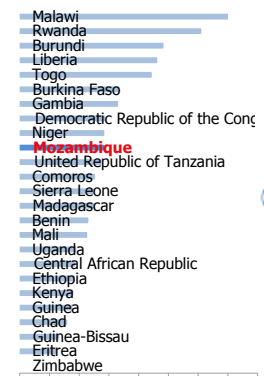 Malawi
Rwanda
Burundi
Liberia
Togo
Burkina Faso
Gambia
Democratic Republic of the Cong
Niger
Mozambique
United Republic of Tanzania
Comoros
Sierra Leone
Madagascar
Benin
Mali
Uganda
Central African Republic
Ethiopia
Kenya
Guinea
Chad
Guinea-Bissau
Eritrea
Zimbabwe